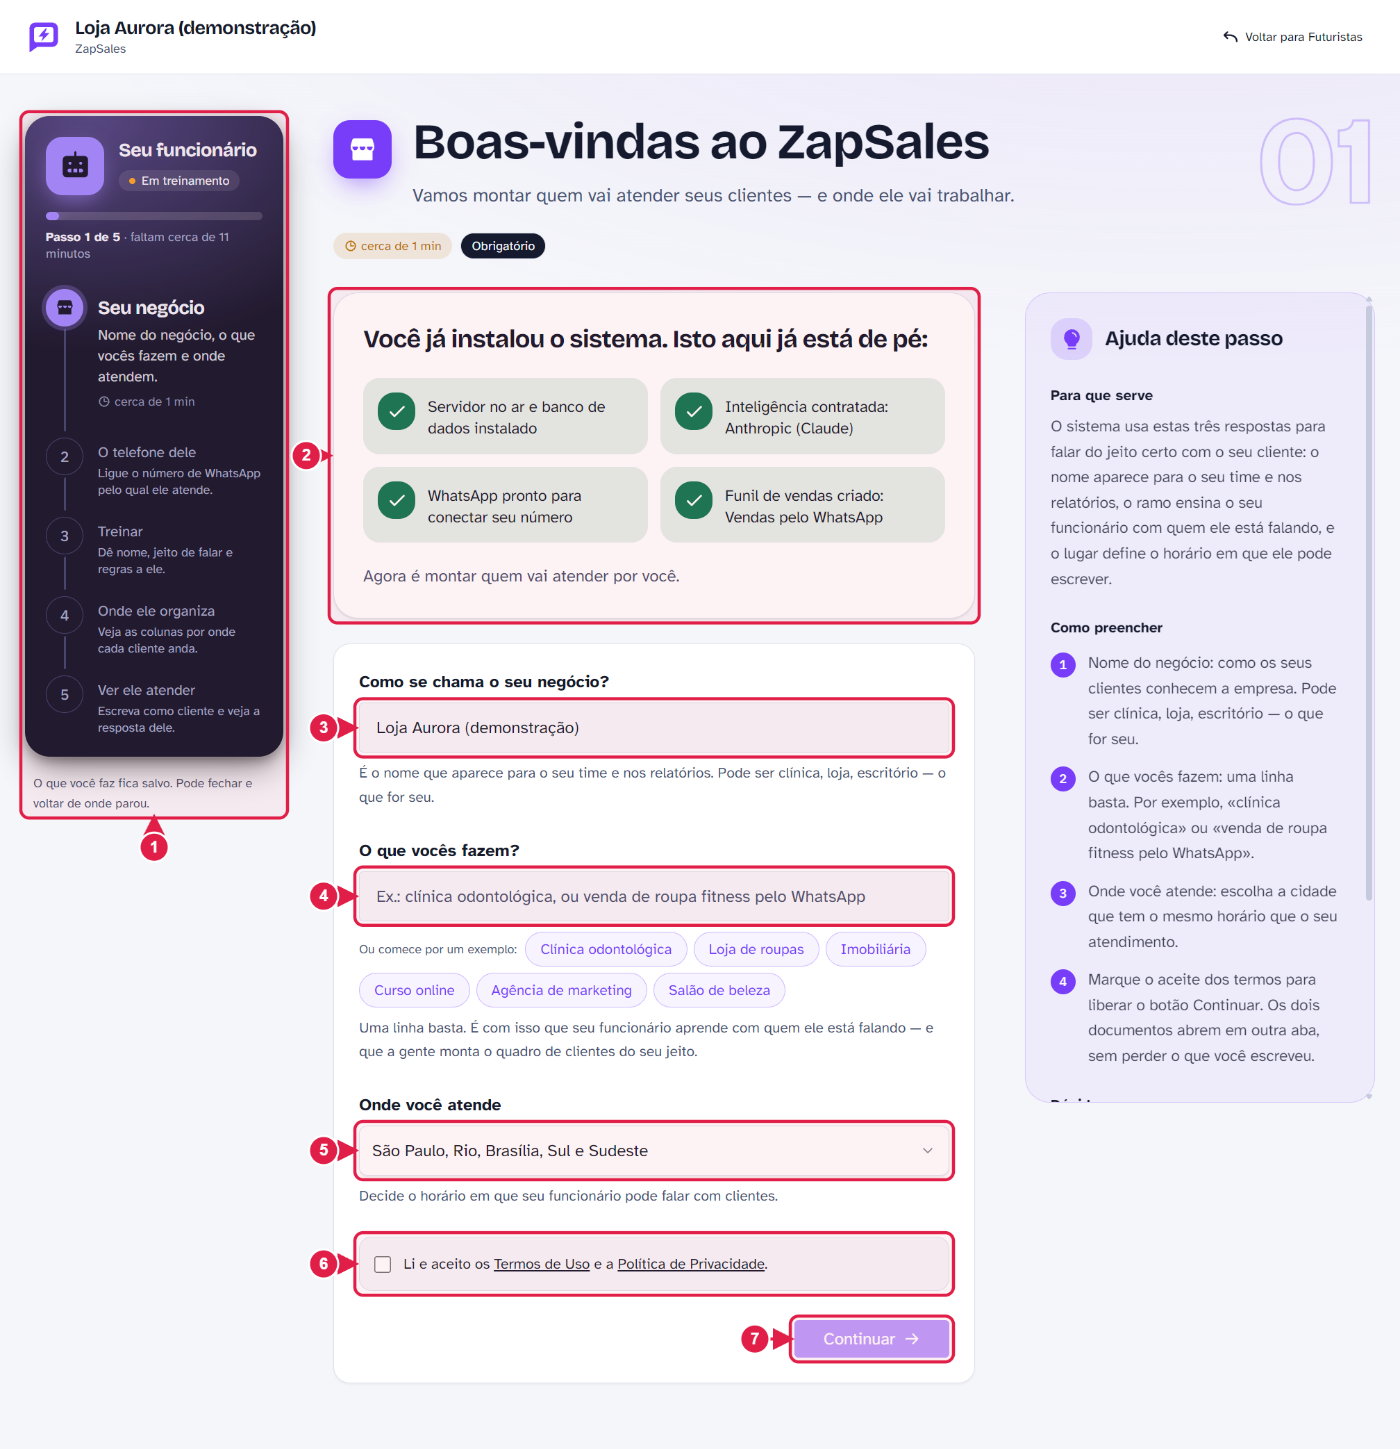 Loja Aurora (demonstração)
ZapSales
Voltar para Futuristas
Seu funcionário
Em treinamento
Passo 1 de 5 · faltam cerca de 11
minutos
Seu negócio
Nome do negócio, o que
vocês fazem e onde
atendem.
cerca de 1 min
2
O telefone dele
Ligue o número de WhatsApp
pelo qual ele atende.
3
Treinar
Dê nome, jeito de falar e
regras a ele.
4
Onde ele organiza
Veja as colunas por onde
cada cliente anda.
5
Ver ele atender
Escreva como cliente e veja a
resposta dele.
O que você faz fica salvo. Pode fechar e
voltar de onde parou.
1
Boas-vindas ao ZapSales
Vamos montar quem vai atender seus clientes — e onde ele vai trabalhar.
01
cerca de 1 min
Obrigatório
2
Você já instalou o sistema. Isto aqui já está de pé:
Servidor no ar e banco de
dados instalado
Inteligência contratada:
Anthropic (Claude)
WhatsApp pronto para
conectar seu número
Funil de vendas criado:
Vendas pelo WhatsApp
Agora é montar quem vai atender por você.
Como se chama o seu negócio?
3
Loja Aurora (demonstração)
É o nome que aparece para o seu time e nos relatórios. Pode ser clínica, loja, escritório — o
que for seu.
O que vocês fazem?
4
Ex.: clínica odontológica, ou venda de roupa fitness pelo WhatsApp
Ou comece por um exemplo:
Clínica odontológica
Loja de roupas
Imobiliária
Curso online
Agência de marketing
Salão de beleza
Uma linha basta. É com isso que seu funcionário aprende com quem ele está falando — e
que a gente monta o quadro de clientes do seu jeito.
Onde você atende
5
São Paulo, Rio, Brasília, Sul e Sudeste
Decide o horário em que seu funcionário pode falar com clientes.
6
Li e aceito os Termos de Uso e a Política de Privacidade.
7
Continuar
Ajuda deste passo
Para que serve
O sistema usa estas três respostas para
falar do jeito certo com o seu cliente: o
nome aparece para o seu time e nos
relatórios, o ramo ensina o seu
funcionário com quem ele está falando, e
o lugar define o horário em que ele pode
escrever.
Como preencher
1
Nome do negócio: como os seus
clientes conhecem a empresa. Pode
ser clínica, loja, escritório — o que
for seu.
2
O que vocês fazem: uma linha
basta. Por exemplo, «clínica
odontológica» ou «venda de roupa
fitness pelo WhatsApp».
3
Onde você atende: escolha a cidade
que tem o mesmo horário que o seu
atendimento.
4
Marque o aceite dos termos para
liberar o botão Continuar. Os dois
documentos abrem em outra aba,
sem perder o que você escreveu.